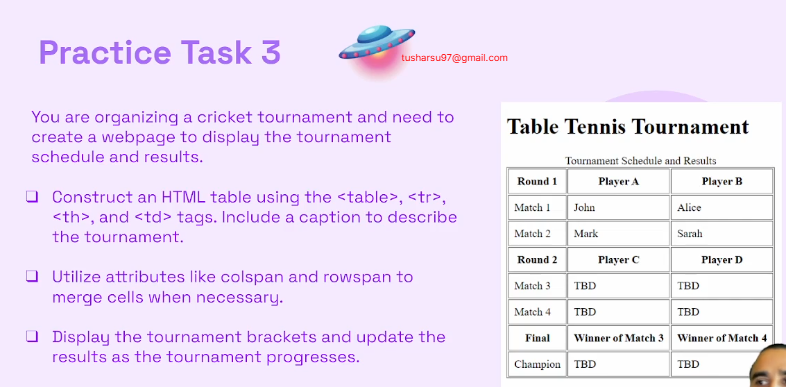 Practice Task 3
tusharsu97@gmail.com
You are organizing a cricket tournament and need to
create a webpage to display the tournament
schedule and results.
❏ Construct an HTML table using the <table>, <tr>,
<th>, and <td> tags. Include a caption to describe
the tournament.
❏ Utilize attributes like colspan and rowspan to
merge cells when necessary.
❏ Display the tournament brackets and update the
results as the tournament progresses.
Table Tennis Tournament
Tournament Schedule and Results
Round 1 Player A Player B
Match 1 John Alice
Match 2 Mark Sarah
Round 2 Player C Player D
Match 3 TBD TBD
Match 4 TBD TBD
Final Winner of Match 3 Winner of Match 4
Champion TBD TBD